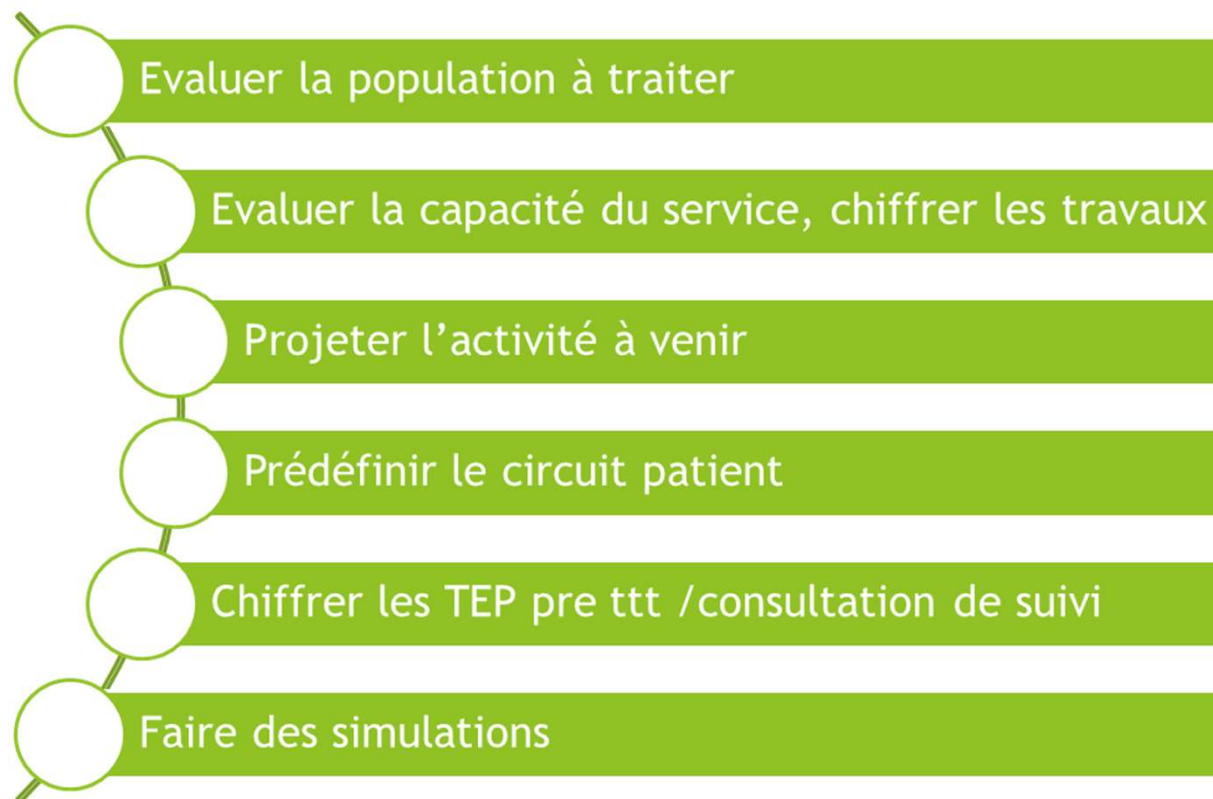 Evaluer la population à traiter
Evaluer la capacité du service, chiffrer les travaux
Projeter l’activité à venir
Prédéfinir le circuit patient
Chiffrer les TEP pre ttt /consultation de suivi
Faire des simulations